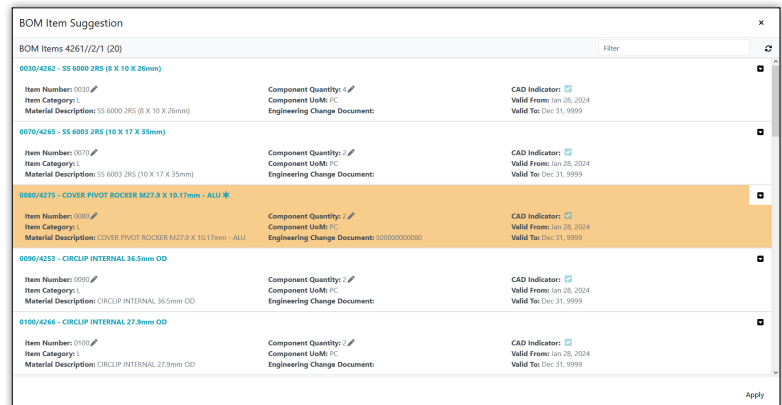 BOM Item Suggestion ×
BOM Items 4261//2/1 (20) Filter
0030/4262 - SS 6000 2RS (8 X 10 X 26mm)
Item Number: 0030 Component Quantity: 4 CAD Indicator:
Item Category: L Component UoM: PC Valid From: Jan 28, 2024
Material Description: SS 6000 2RS (8 X 10 X 26mm) Engineering Change Document: Valid To: Dec 31, 9999
0070/4265 - SS 6003 2RS (10 X 17 X 35mm)
Item Number: 0070 Component Quantity: 2 CAD Indicator:
Item Category: L Component UoM: PC Valid From: Jan 28, 2024
Material Description: SS 6003 2RS (10 X 17 X 35mm) Engineering Change Document: Valid To: Dec 31, 9999
0080/4275 - COVER PIVOT ROCKER M27.9 X 10.17mm - ALU
Item Number: 0080 Component Quantity: 2 CAD Indicator:
Item Category: L Component UoM: PC Valid From: Jan 28, 2024
Material Description: COVER PIVOT ROCKER M27.9 X 10.17mm - ALU Engineering Change Document: 500000000080 Valid To: Dec 31, 9999
0090/4253 - CIRCLIP INTERNAL 36.5mm OD
Item Number: 0090 Component Quantity: 2 CAD Indicator:
Item Category: L Component UoM: PC Valid From: Jan 28, 2024
Material Description: CIRCLIP INTERNAL 36.5mm OD Engineering Change Document: Valid To: Dec 31, 9999
0100/4266 - CIRCLIP INTERNAL 27.9mm OD
Item Number: 0100 Component Quantity: 2 CAD Indicator:
Item Category: L Component UoM: PC Valid From: Jan 28, 2024
Material Description: CIRCLIP INTERNAL 27.9mm OD Engineering Change Document: Valid To: Dec 31, 9999
Apply